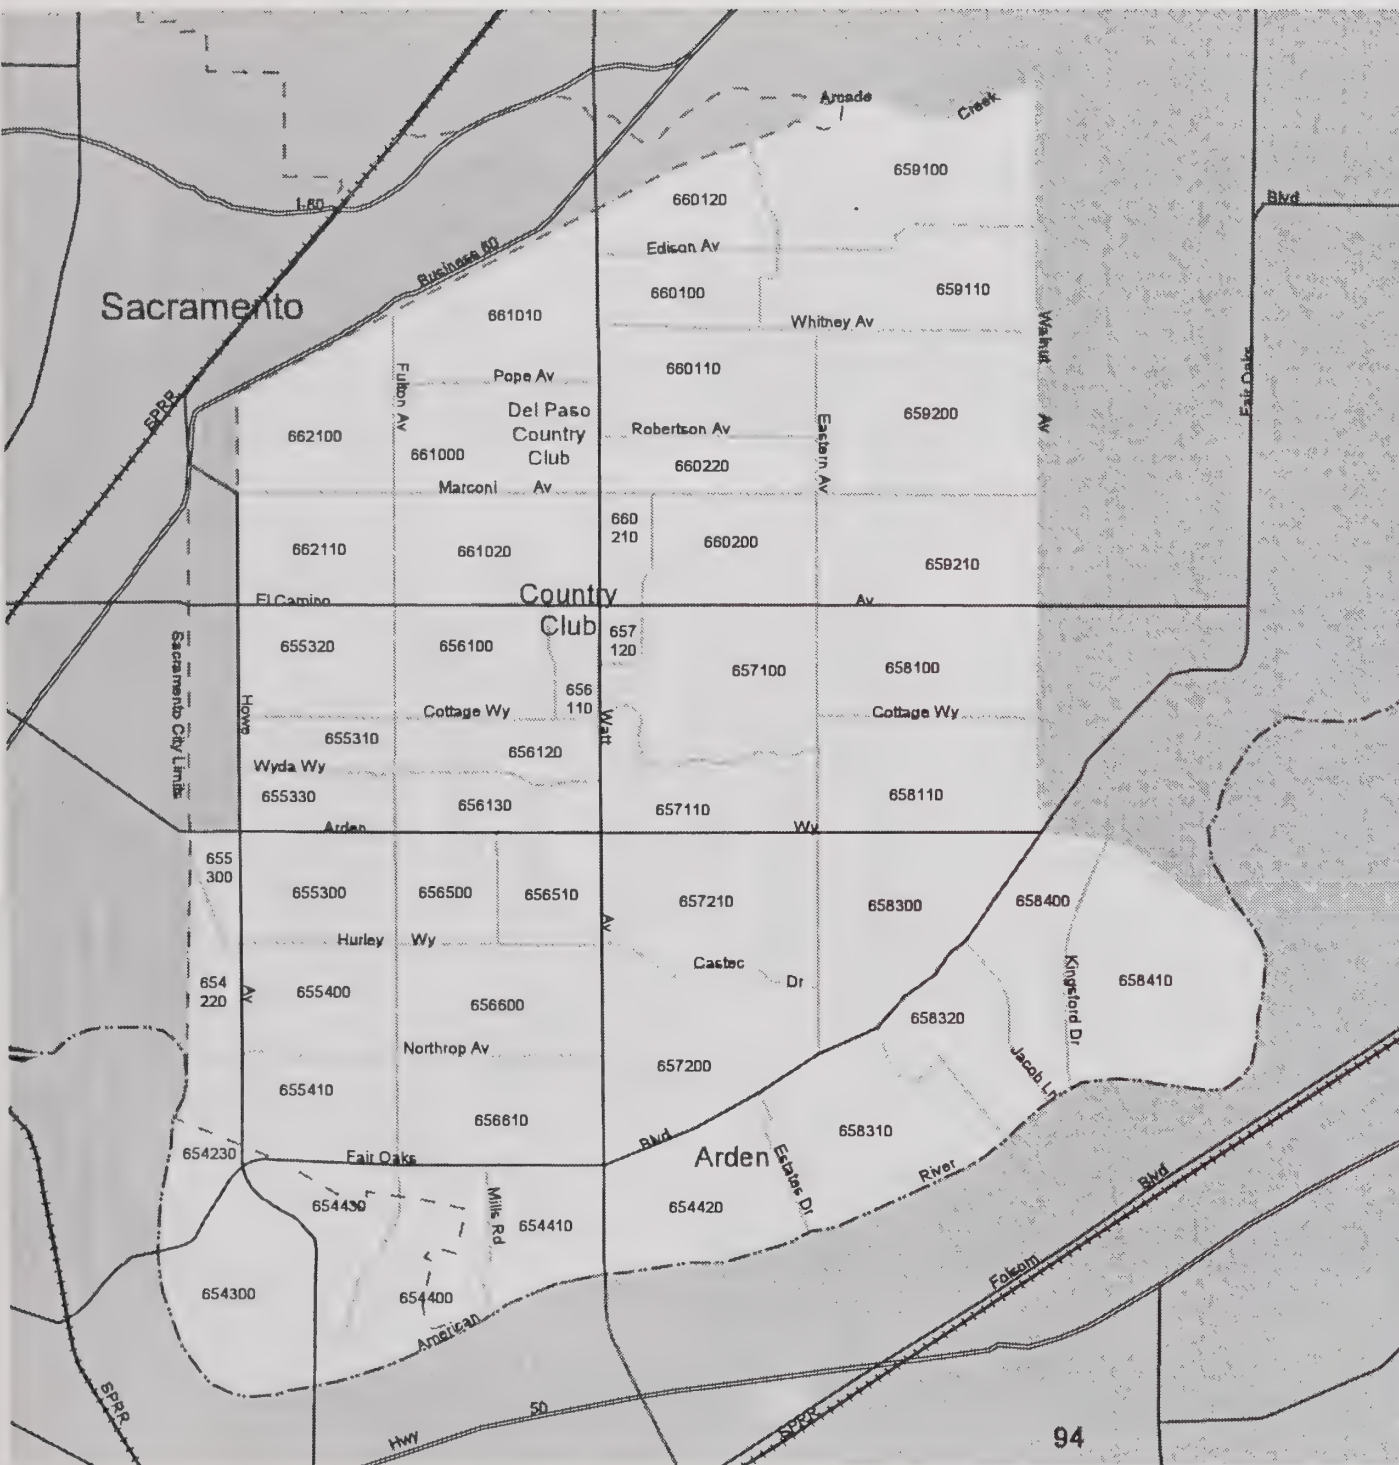 Arcade
Creek
659100
660120
Blvd
I-80
Edison Av
Business 80
659110
660100
Sacramento
661010
Whitney Av
Walnut
Av
Fair Oaks
Fulton Av
Pope Av
660110
SPRR
Del Paso
Country
Club
659200
662100
Robertson Av
Eastern Av
661000
660220
Marconi Av
660
210
662110
661020
660200
659210
El Camino
Av
Country
Club
655320
656100
657
120
657100
658100
Sacramento City Limits
656
110
Howe
Watt
Cottage Wy
Cottage Wy
655310
656120
Wyda Wy
655330
656130
657110
658110
Arden
Wy
655
300
655300
656500
656510
657210
658300
658400
Av
Hurley Wy
Castec
Dr
Kingsford Dr
658410
654
220
Av
655400
656600
658320
Northrop Av
657200
Jacob Ln
655410
656610
658310
Blvd
654230
Fair Oaks
Arden
Estates Dr
River
Blvd
654430
Mills Rd
654410
654420
Folsom
654300
654400
American
SPRR
50
Hwy
SPRR
94